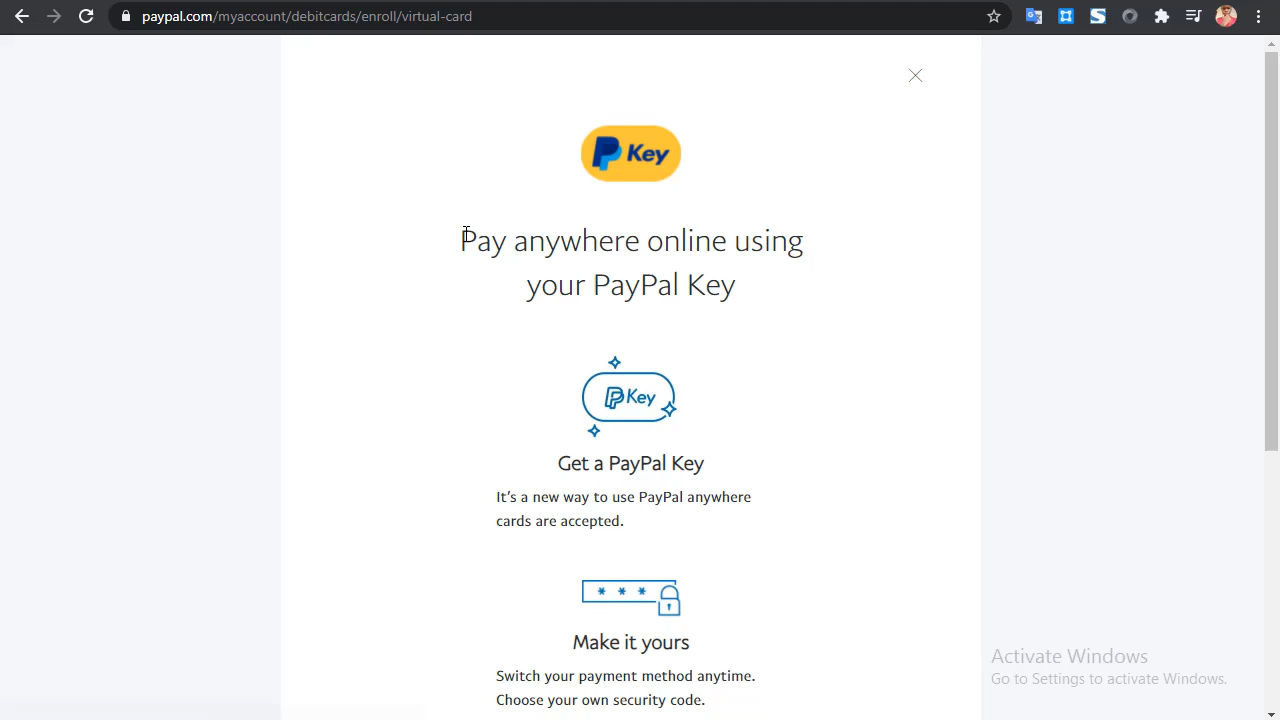 paypal.com/myaccount/debitcards/enroll/virtual-card
Key
Pay anywhere online using
your PayPal Key
Key
Get a PayPal Key
It's a new way to use PayPal anywhere
cards are accepted.
* * *
Make it yours
Switch your payment method anytime.
Choose your own security code.
Activate Windows
Go to Settings to activate Windows.